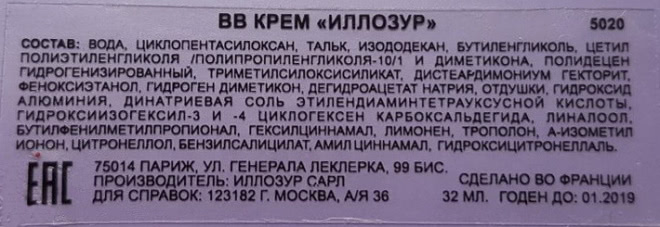 ВВ КРЕМ «ИЛЛОЗУР» 5020
СОСТАВ: ВОДА, ЦИКЛОПЕНТАСИЛОКСАН, ТАЛЬК, ИЗОДОДЕКАН, БУТИЛЕНГЛИКОЛЬ, ЦЕТИЛ
ПОЛИЭТИЛЕНГЛИКОЛЯ /ПОЛИПРОПИЛЕНГЛИКОЛЯ-10/1 И ДИМЕТИКОНА, ПОЛИДЕЦЕН
ГИДРОГЕНИЗИРОВАННЫЙ, ТРИМЕТИЛСИЛОКСИСИЛИКАТ, ДИСТЕАРДИМОНИУМ ГЕКТОРИТ,
ФЕНОКСИЭТАНОЛ, ГИДРОГЕН ДИМЕТИКОН, ДЕГИДРОАЦЕТАТ НАТРИЯ, ОТДУШКИ, ГИДРОКСИД
АЛЮМИНИЯ, ДИНАТРИЕВАЯ СОЛЬ ЭТИЛЕНДИАМИНТЕТРАУКСУСНОЙ КИСЛОТЫ,
ГИДРОКСИИЗОГЕКСИЛ-3 И -4 ЦИКЛОГЕКСЕН КАРБОКСАЛЬДЕГИДА, ЛИНАЛООЛ,
БУТИЛФЕНИЛМЕТИЛПРОПИОНАЛ, ГЕКСИЛЦИННАМАЛ, ЛИМОНЕН, ТРОПОЛОН, А-ИЗОМЕТИЛ
ИОНОН, ЦИТРОНЕЛЛОЛ, БЕНЗИЛСАЛИЦИЛАТ, АМИЛ ЦИННАМАЛ, ГИДРОКСИЦИТРОНЕЛЛАЛЬ.
75014 ПАРИЖ, УЛ. ГЕНЕРАЛА ЛЕКЛЕРКА, 99 БИС.
EAC ПРОИЗВОДИТЕЛЬ: ИЛЛОЗУР САРЛ СДЕЛАНО ВО ФРАНЦИИ
ДЛЯ СПРАВОК: 123182 Г. МОСКВА, А/Я 36 32 МЛ. ГОДЕН ДО 01.2019